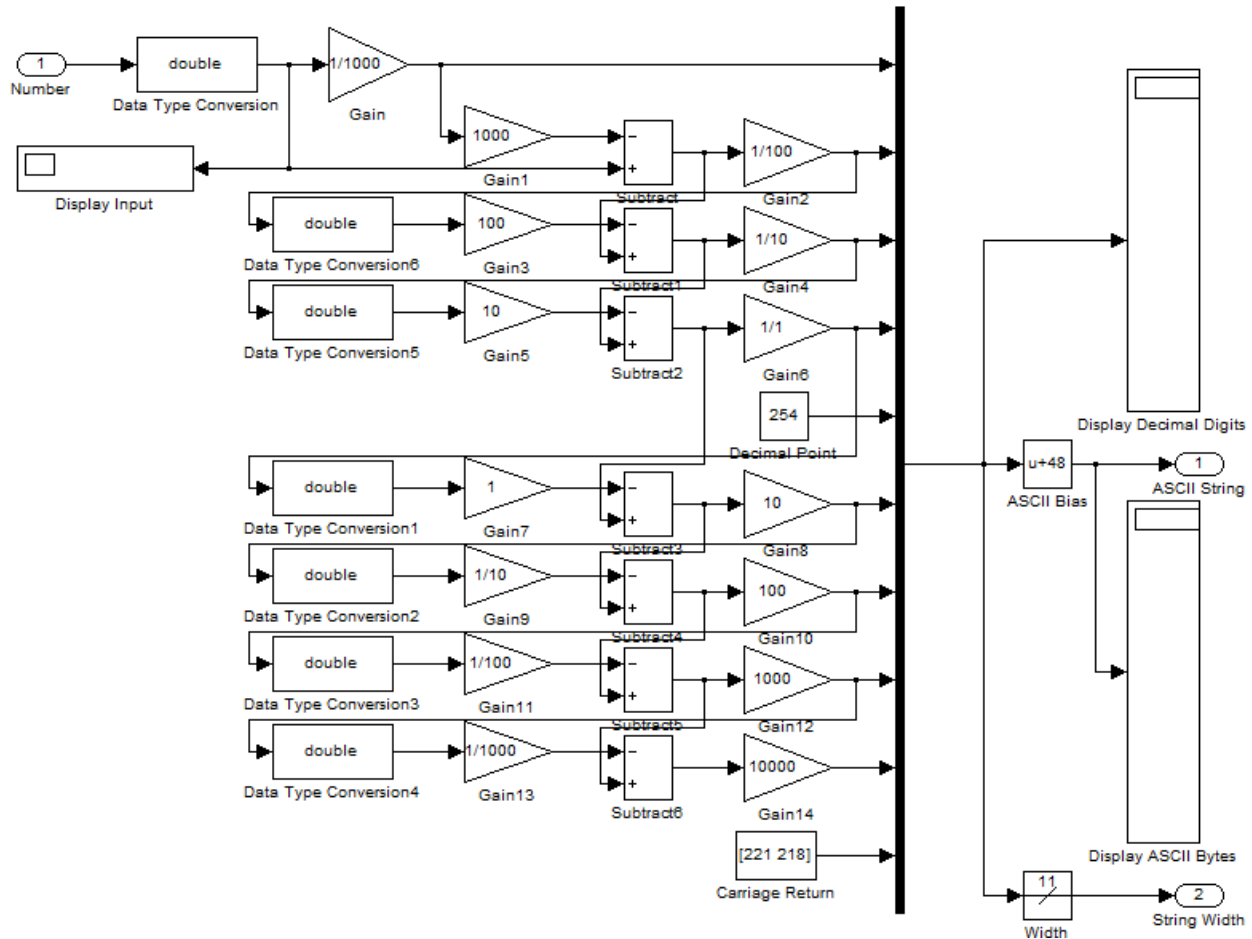 1
Number
double
Data Type Conversion
1/1000
Gain
Display Input
1000
Gain1
Subtract
1/100
Gain2
double
Data Type Conversion6
100
Gain3
Subtract1
1/10
Gain4
double
Data Type Conversion5
10
Gain5
Subtract2
1/1
Gain6
254
Decimal Point
double
Data Type Conversion1
1
Gain7
Subtract3
10
Gain8
double
Data Type Conversion2
1/10
Gain9
Subtract4
100
Gain10
double
Data Type Conversion3
1/100
Gain11
Subtract5
1000
Gain12
double
Data Type Conversion4
1/1000
Gain13
Subtract6
10000
Gain14
[221 218]
Carriage Return
Display Decimal Digits
u+48
ASCII Bias
1
ASCII String
Display ASCII Bytes
11
Width
2
String Width